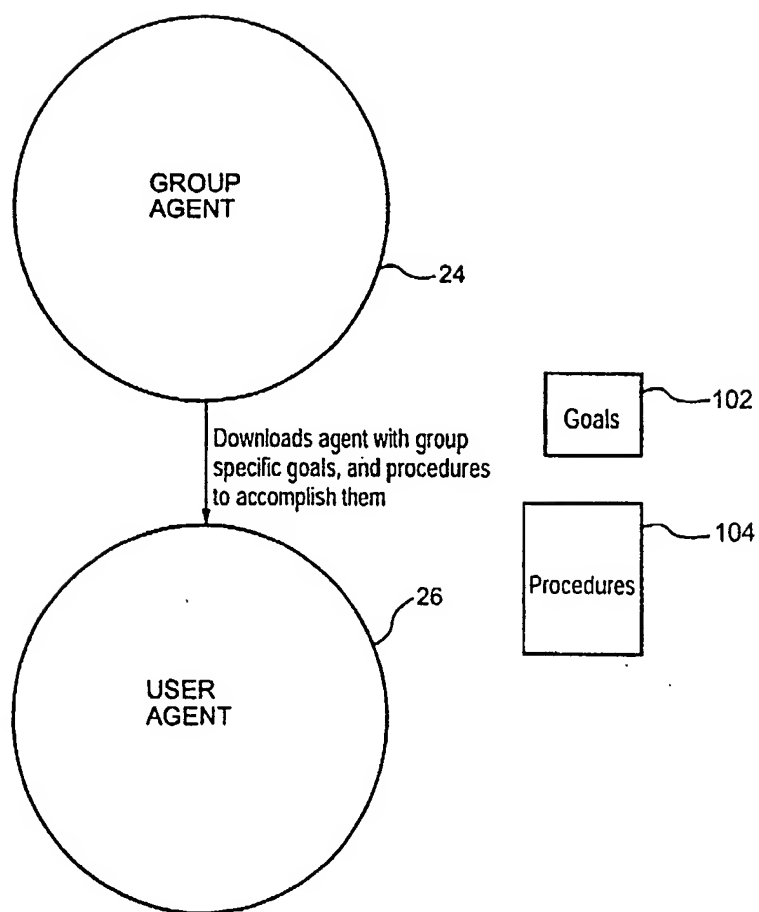 GROUP
AGENT
24
Goals
102
Downloads agent with group
specific goals, and procedures
to accomplish them
Procedures
104
26
USER
AGENT